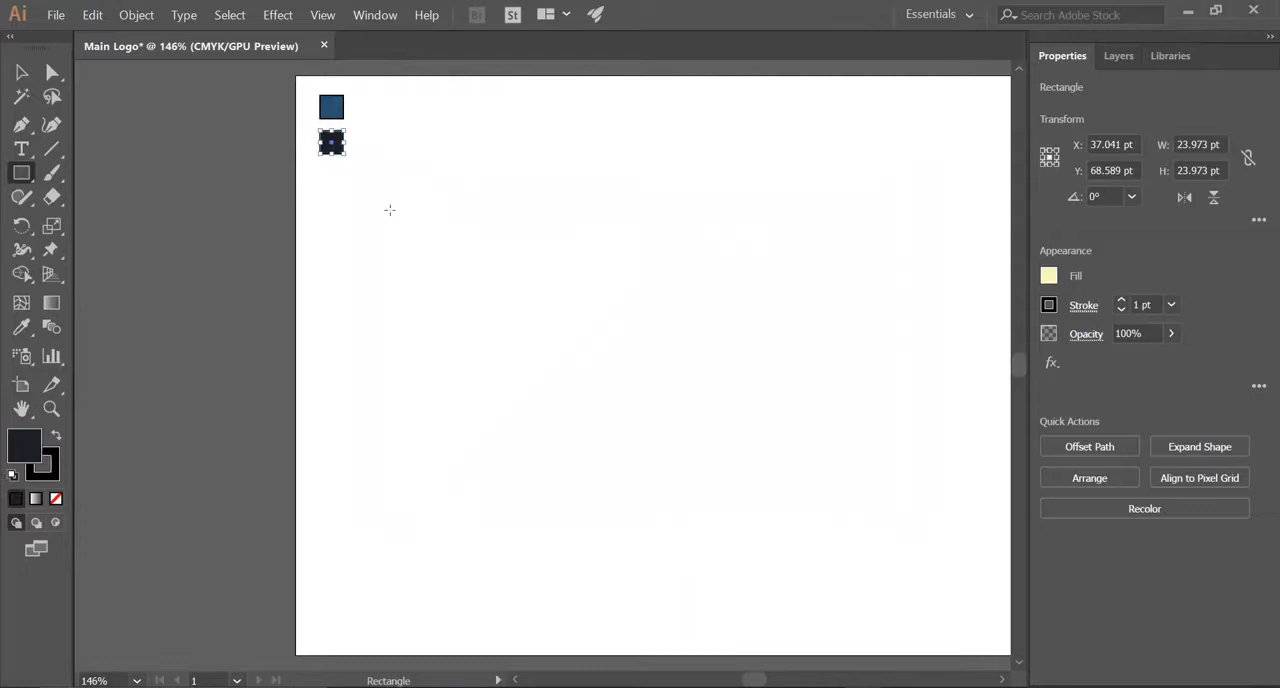 Ai File Edit Object Type Select Effect View Window Help Br St Essentials Search Adobe Stock
Main Logo* @ 146% (CMYK/GPU Preview)
Properties Layers Libraries
Rectangle
Transform
X: 37.041 pt W: 23.973 pt
Y: 68.589 pt H: 23.973 pt
0°
Appearance
Fill
Stroke 1 pt
Opacity 100%
fx.
Quick Actions
Offset Path Expand Shape
Arrange Align to Pixel Grid
Recolor
146% 1 Rectangle